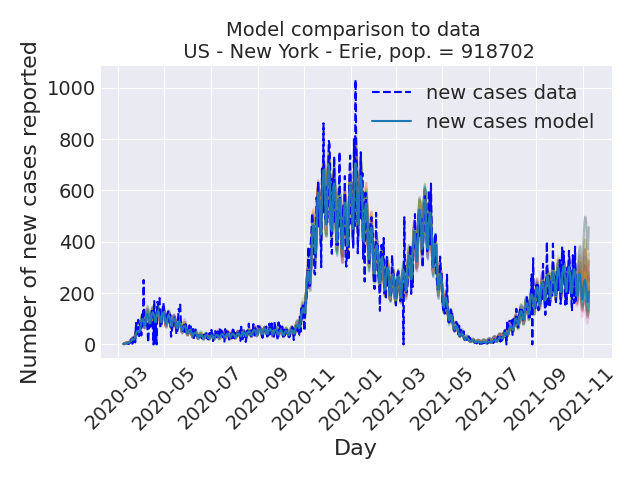 Model comparison to data
US - New York - Erie, pop. = 918702
Number of new cases reported
1000
800
600
400
200
0
new cases data
new cases model
2020-03
2020-05
2020-07
2020-09
2020-11
2021-01
2021-03
2021-05
2021-07
2021-09
2021-11
Day